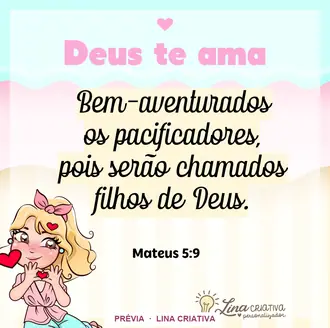 Deus te ama
Bem-aventurados
os pacificadores,
pois serão chamados
filhos de Deus.
Mateus 5:9
Lina CRIATIVA
personalizados
PRÉVIA · LINA CRIATIVA